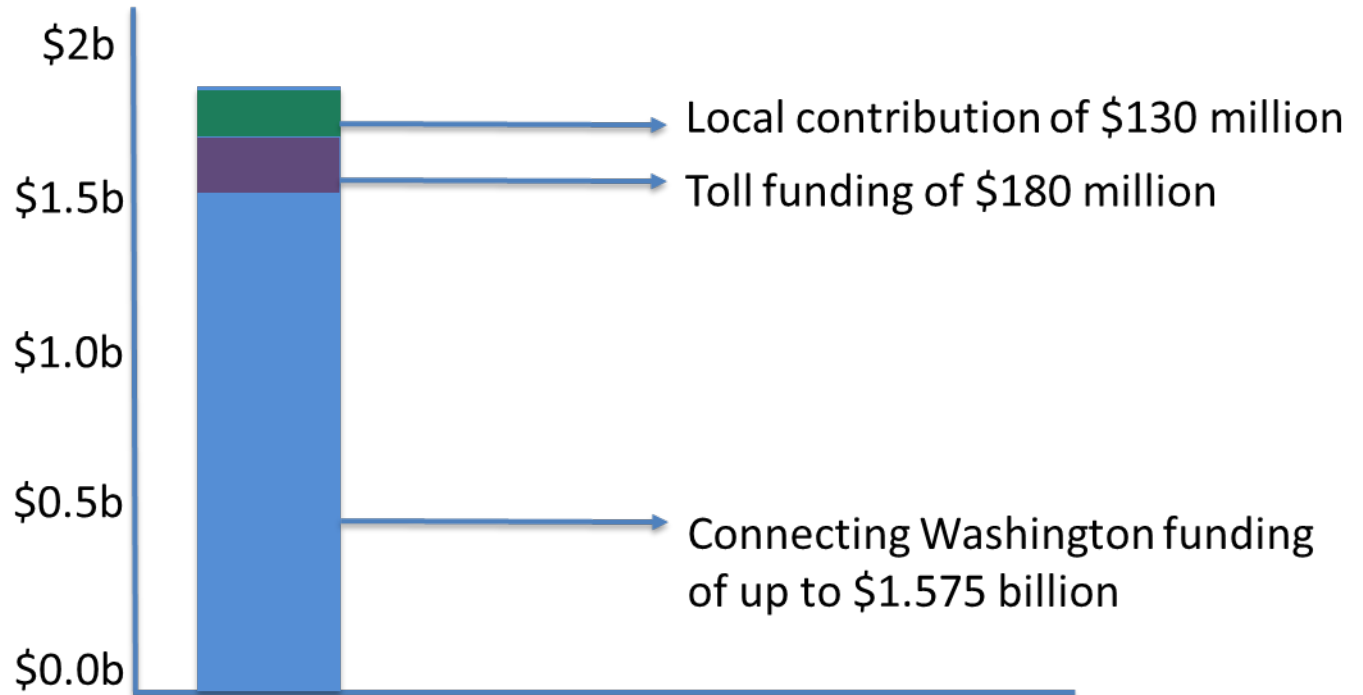 $2b
$1.5b
$1.0b
$0.5b
$0.0b
Local contribution of $130 million
Toll funding of $180 million
Connecting Washington funding
of up to $1.575 billion